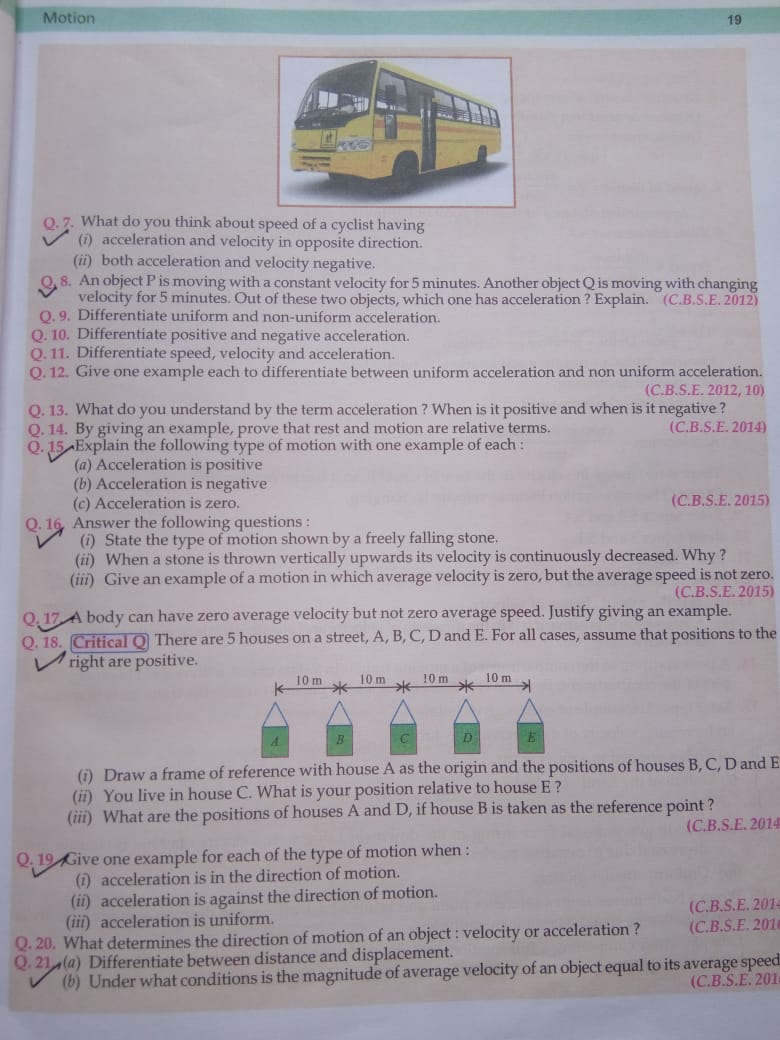 Motion
19
Q. 7. What do you think about speed of a cyclist having
(i) acceleration and velocity in opposite direction.
(ii) both acceleration and velocity negative.
Q. 8. An object P is moving with a constant velocity for 5 minutes. Another object Q is moving with changing
velocity for 5 minutes. Out of these two objects, which one has acceleration ? Explain. (C.B.S.E. 2012)
Q. 9. Differentiate uniform and non-uniform acceleration.
Q. 10. Differentiate positive and negative acceleration.
Q. 11. Differentiate speed, velocity and acceleration.
Q. 12. Give one example each to differentiate between uniform acceleration and non uniform acceleration.
(C.B.S.E. 2012, 10)
Q. 13. What do you understand by the term acceleration ? When is it positive and when is it negative ?
Q. 14. By giving an example, prove that rest and motion are relative terms. (C.B.S.E. 2014)
Q. 15. Explain the following type of motion with one example of each :
(a) Acceleration is positive
(b) Acceleration is negative
(c) Acceleration is zero. (C.B.S.E. 2015)
Q. 16. Answer the following questions :
(i) State the type of motion shown by a freely falling stone.
(ii) When a stone is thrown vertically upwards its velocity is continuously decreased. Why ?
(iii) Give an example of a motion in which average velocity is zero, but the average speed is not zero.
(C.B.S.E. 2015)
Q. 17. A body can have zero average velocity but not zero average speed. Justify giving an example.
Q. 18. Critical Q There are 5 houses on a street, A, B, C, D and E. For all cases, assume that positions to the
right are positive.
10 m 10 m 10 m 10 m
A B C D E
(i) Draw a frame of reference with house A as the origin and the positions of houses B, C, D and E
(ii) You live in house C. What is your position relative to house E ?
(iii) What are the positions of houses A and D, if house B is taken as the reference point ?
(C.B.S.E. 2014
Q. 19. Give one example for each of the type of motion when :
(i) acceleration is in the direction of motion.
(ii) acceleration is against the direction of motion.
(iii) acceleration is uniform. (C.B.S.E. 2014
Q. 20. What determines the direction of motion of an object : velocity or acceleration ? (C.B.S.E. 201
Q. 21. (a) Differentiate between distance and displacement.
(b) Under what conditions is the magnitude of average velocity of an object equal to its average speed
(C.B.S.E. 201